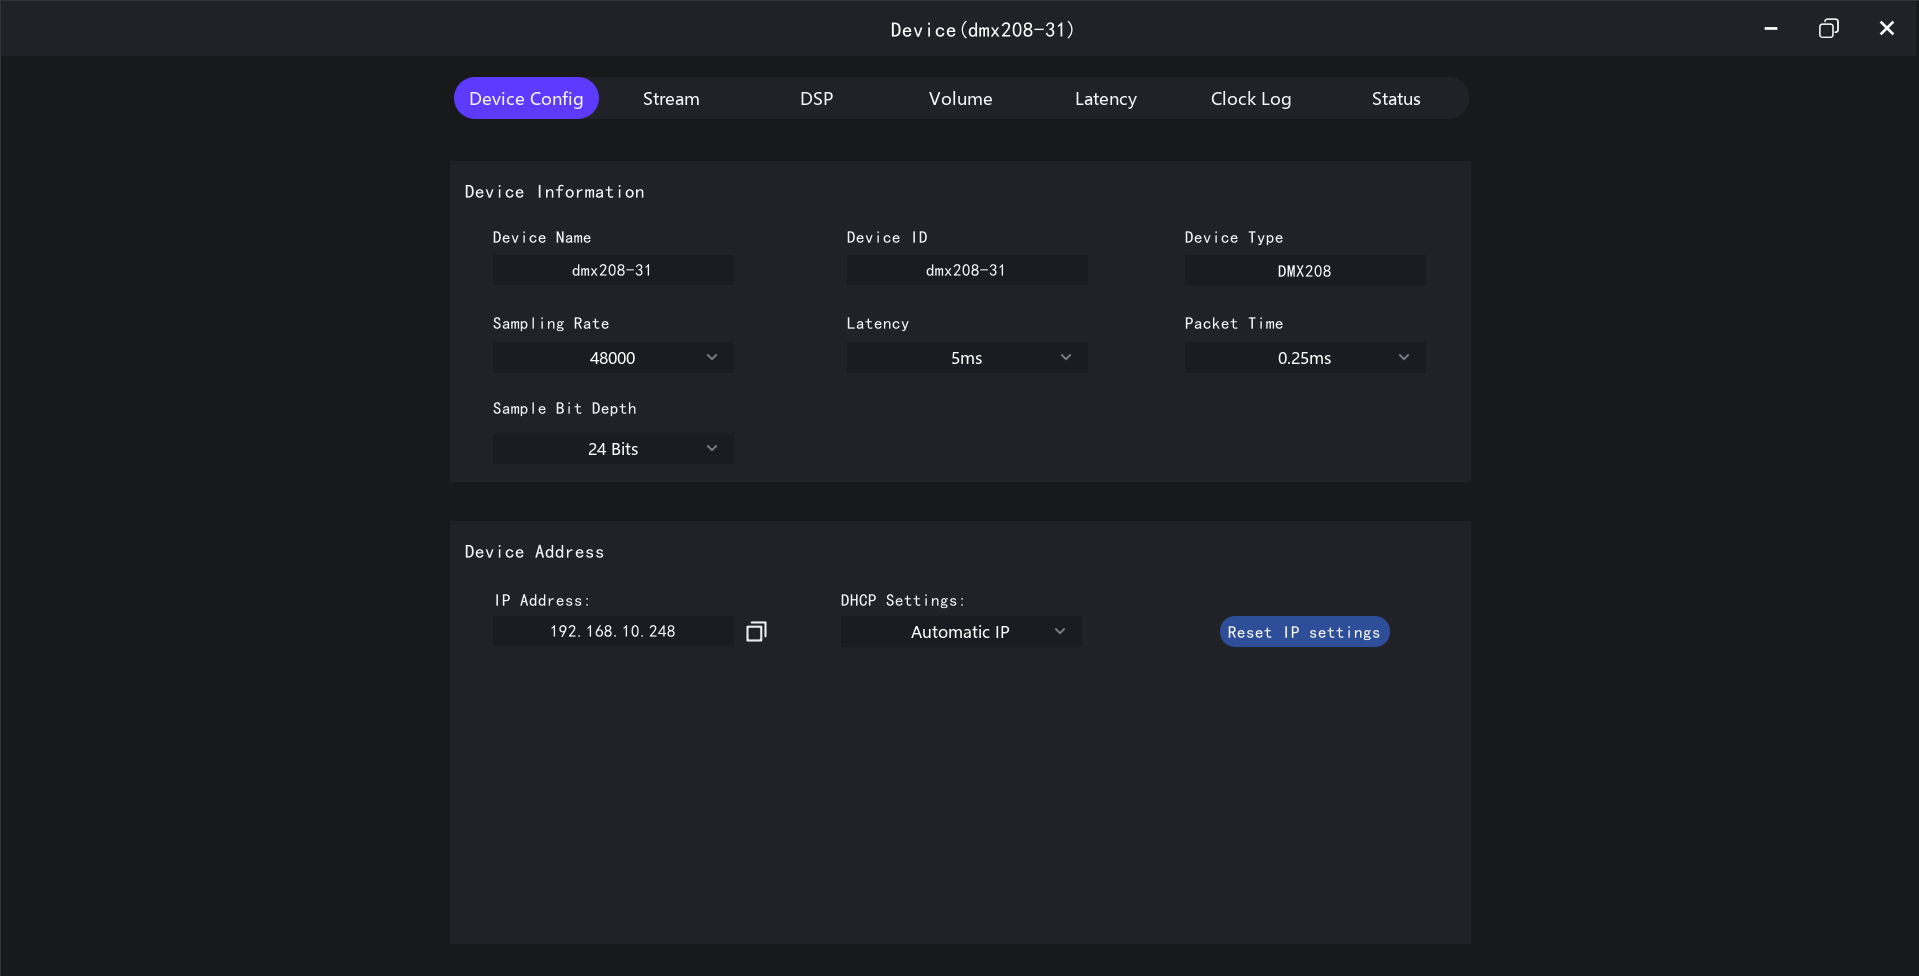 Device(dmx208-31)
Device Config Stream DSP Volume Latency Clock Log Status
Device Information
Device Name Device ID Device Type
dmx208-31 dmx208-31 DMX208
Sampling Rate Latency Packet Time
48000 5ms 0.25ms
Sample Bit Depth
24 Bits
Device Address
IP Address: DHCP Settings:
192.168.10.248 Automatic IP Reset IP settings